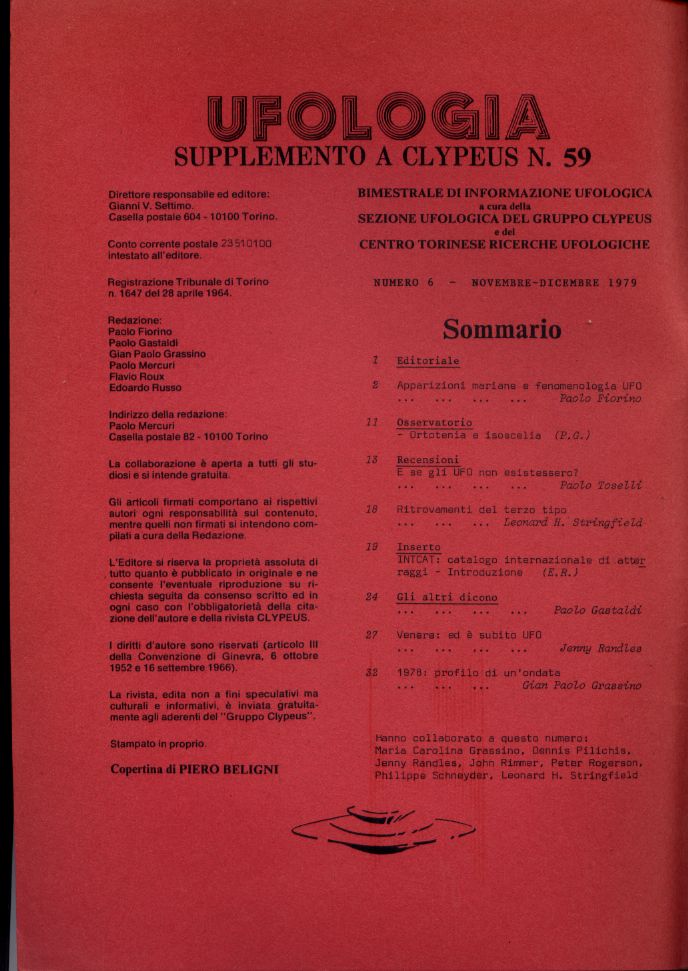 UFOLOGIA
SUPPLEMENTO A CLYPEUS N. 59
Direttore responsabile ed editore:
Gianni V. Settimo.
Casella postale 604 - 10100 Torino.
Conto corrente postale 23510100
intestato all'editore.
Registrazione Tribunale di Torino
n. 1647 del 28 aprile 1964.
Redazione:
Paolo Fiorino
Paolo Gastaldi
Gian Paolo Grassino
Paolo Mercuri
Flavio Roux
Edoardo Russo
Indirizzo della redazione:
Paolo Mercuri
Casella postale 82 - 10100 Torino
La collaborazione è aperta a tutti gli stu-
diosi e si intende gratuita.
Gli articoli firmati comportano ai rispettivi
autori ogni responsabilità sul contenuto,
mentre quelli non firmati si intendono com-
pilati a cura della Redazione.
L'Editore si riserva la proprietà assoluta di
tutto quanto è pubblicato in originale e ne
consente l'eventuale riproduzione su ri-
chiesta seguita da consenso scritto ed in
ogni caso con l'obbligatorietà della cita-
zione dell'autore e della rivista CLYPEUS.
I diritti d'autore sono riservati (articolo III
della Convenzione di Ginevra, 6 ottobre
1952 e 16 settembre 1966).
La rivista, edita non a fini speculativi ma
culturali e informativi, è inviata gratuita-
mente agli aderenti del "Gruppo Clypeus".
Stampato in proprio.
Copertina di PIERO BELIGNI
BIMESTRALE DI INFORMAZIONE UFOLOGICA
a cura della
SEZIONE UFOLOGICA DEL GRUPPO CLYPEUS
e del
CENTRO TORINESE RICERCHE UFOLOGICHE
NUMERO 6 - NOVEMBRE-DICEMBRE 1979
Sommario
1 Editoriale
2 Apparizioni mariane e fenomenologia UFO
... ... ... ... Paolo Fiorino
11 Osservatorio
- Ortotenia e isoscelia (P.G.)
13 Recensioni
E se gli UFO non esistessero?
... ... ... ... Paolo Toselli
18 Ritrovamenti del terzo tipo
... ... ... Leonard H. Stringfield
19 Inserto
INTCAT: catalogo internazionale di atter
raggi - Introduzione (E.R.)
24 Gli altri dicono
... ... ... ... Paolo Gastaldi
27 Venere: ed è subito UFO
... ... ... ... Jenny Randles
32 1978: profilo di un'ondata
... ... ... Gian Paolo Grassino
Hanno collaborato a questo numero:
Maria Carolina Grassino, Dennis Pilichis,
Jenny Randles, John Rimmer, Peter Rogerson,
Philippe Schneyder, Leonard H. Stringfield